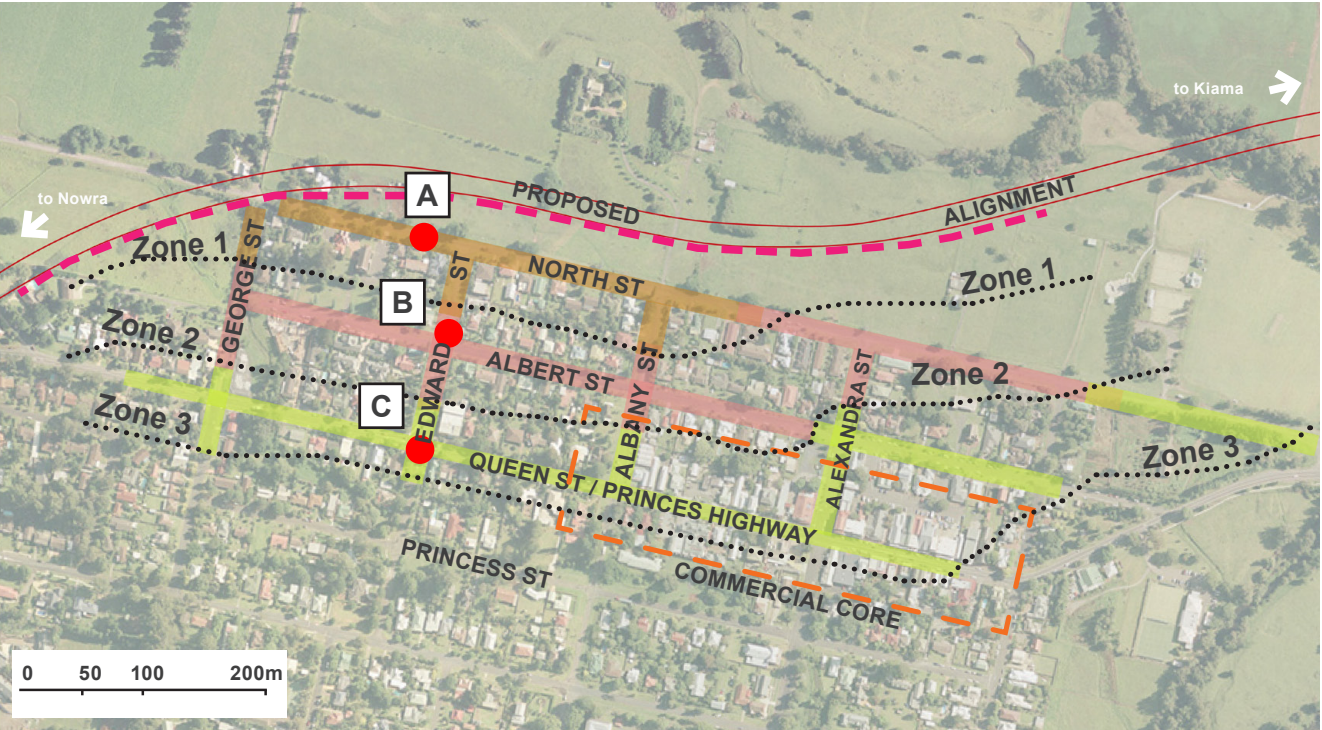 to Kiama
to Nowra
A
PROPOSED
ALIGNMENT
Zone 1
GEORGE ST
ST
NORTH ST
Zone 1
B
Zone 2
EDWARD
ALBERT ST
ALBANY ST
ALEXANDRA ST
Zone 2
C
Zone 3
QUEEN ST / PRINCES HIGHWAY
Zone 3
PRINCESS ST
COMMERCIAL CORE
0 50 100 200m